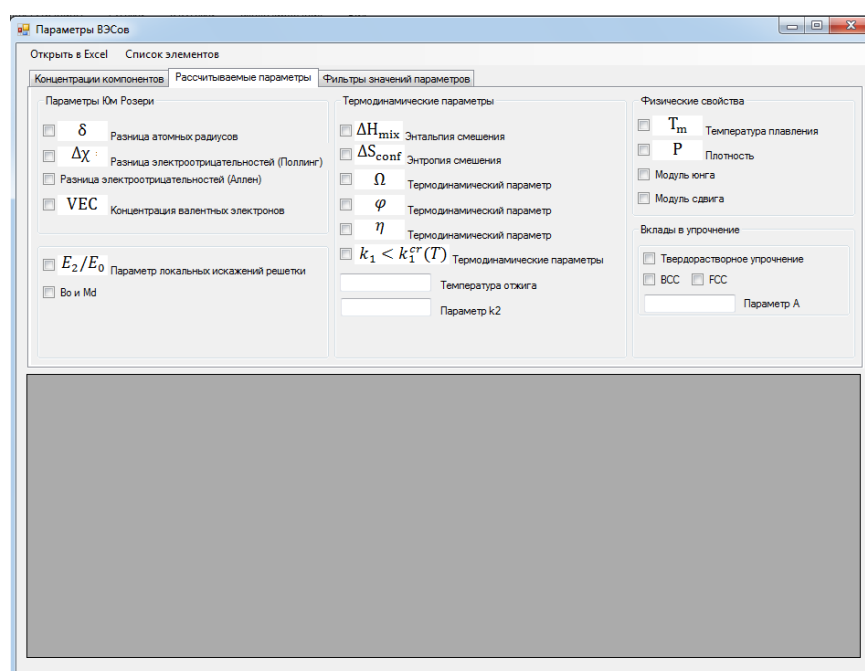 Параметры ВЭСов
Открыть в Excel Список элементов
Концентрации компонентов Рассчитываемые параметры Фильтры значений параметров
Параметры Юм Розери
δ Разница атомных радиусов
Δχ : Разница электроотрицательностей (Поллинг)
Разница электроотрицательностей (Аллен)
VEC Концентрация валентных электронов
E₂/E₀ Параметр локальных искажений решетки
Bo и Md
Термодинамические параметры
ΔH_mix Энтальпия смешения
ΔS_conf Энтропия смешения
Ω Термодинамический параметр
φ Термодинамический параметр
η Термодинамический параметр
k₁ < k₁^cr(T) Термодинамические параметры
Температура отжига
Параметр k2
Физические свойства
T_m Температура плавления
P Плотность
Модуль юнга
Модуль сдвига
Вклады в упрочнение
Твердорастворное упрочнение
BCC FCC
Параметр A